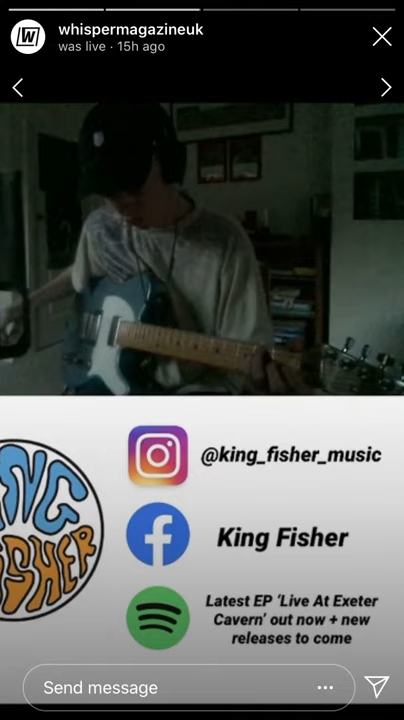 whispermagazineuk
was live · 15h ago
@king_fisher_music
King Fisher
Latest EP 'Live At Exeter
Cavern' out now + new
releases to come
Send message